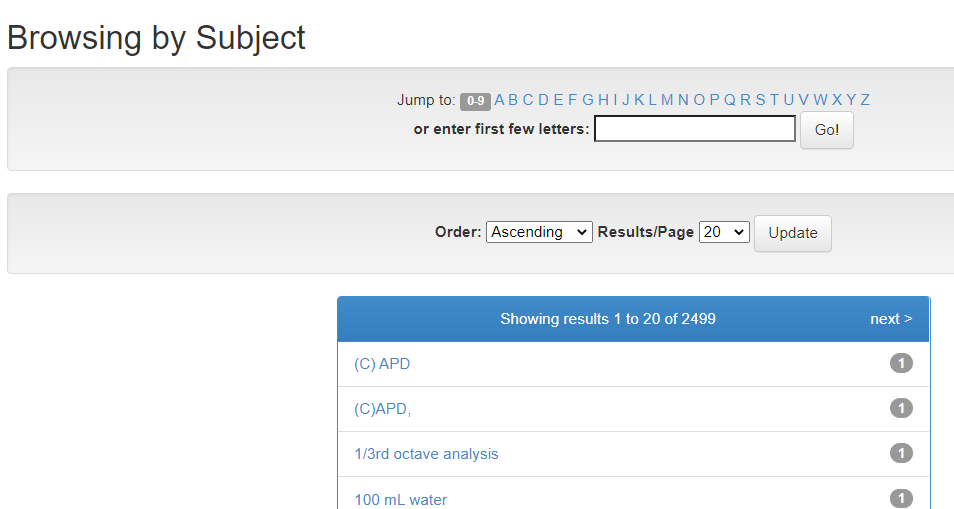 Browsing by Subject
Jump to: 0-9 A B C D E F G H I J K L M N O P Q R S T U V W X Y Z
or enter first few letters: Go!
Order: Ascending Results/Page 20 Update
Showing results 1 to 20 of 2499 next >
(C) APD 1
(C)APD, 1
1/3rd octave analysis 1
100 mL water 1